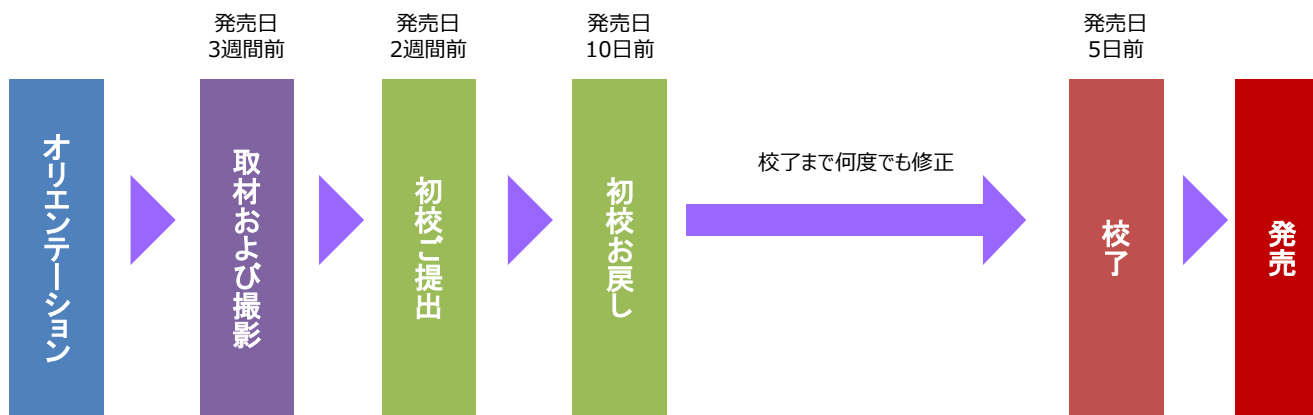 発売日
3週間前
発売日
2週間前
発売日
10日前
発売日
5日前
オリエンテーション
取材および撮影
初校ご提出
初校お戻し
校了まで何度でも修正
校了
発売